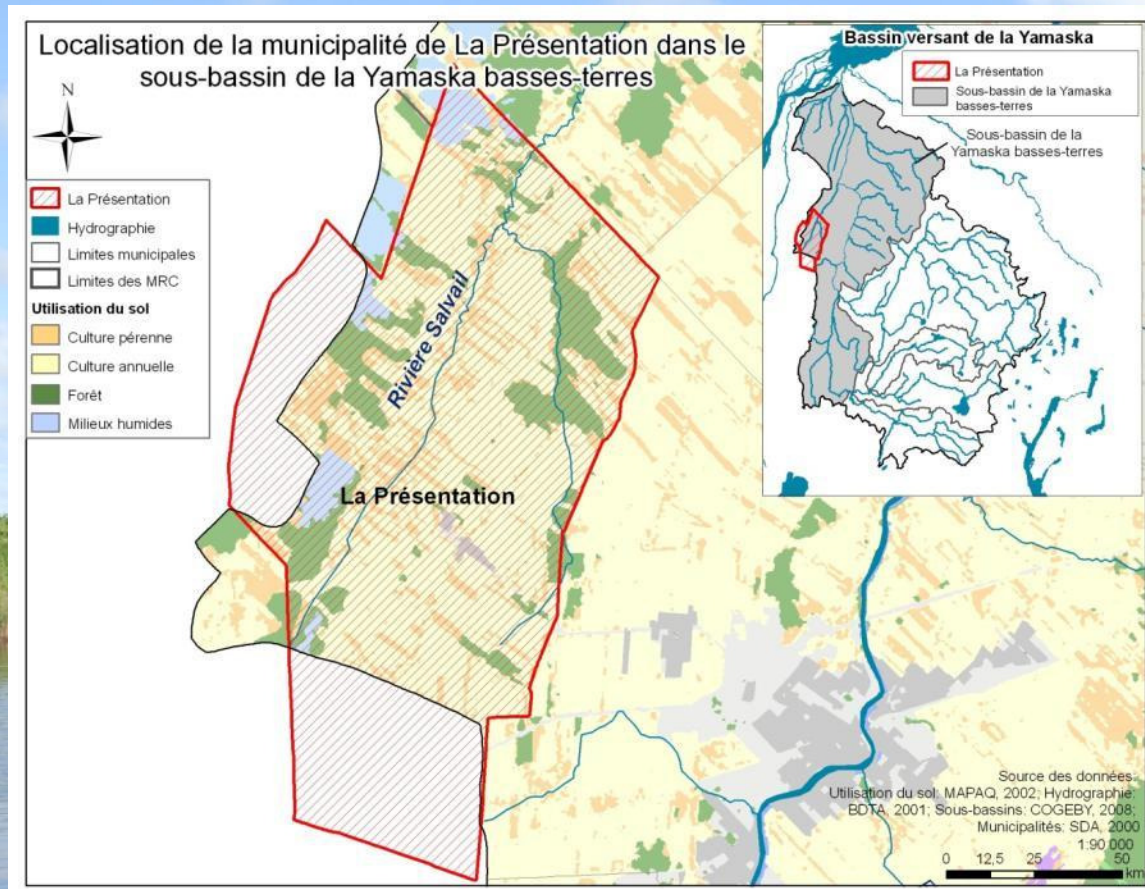 Localisation de la municipalité de La Présentation dans le
sous-bassin de la Yamaska basses-terres
N
La Présentation
Hydrographie
Limites municipales
Limites des MRC
Utilisation du sol
Culture pérenne
Culture annuelle
Forêt
Milieux humides
Rivière Salvail
La Présentation
Bassin versant de la Yamaska
La Présentation
Sous-bassin de la Yamaska
basses-terres
Sous-bassin de la
Yamaska basses-terres
Source des données:
Utilisation du sol: MAPAQ, 2002; Hydrographie:
BDTA, 2001; Sous-bassins: COGEBY, 2008;
Municipalités: SDA, 2000
1:90 000
0 12,5 25 50
km